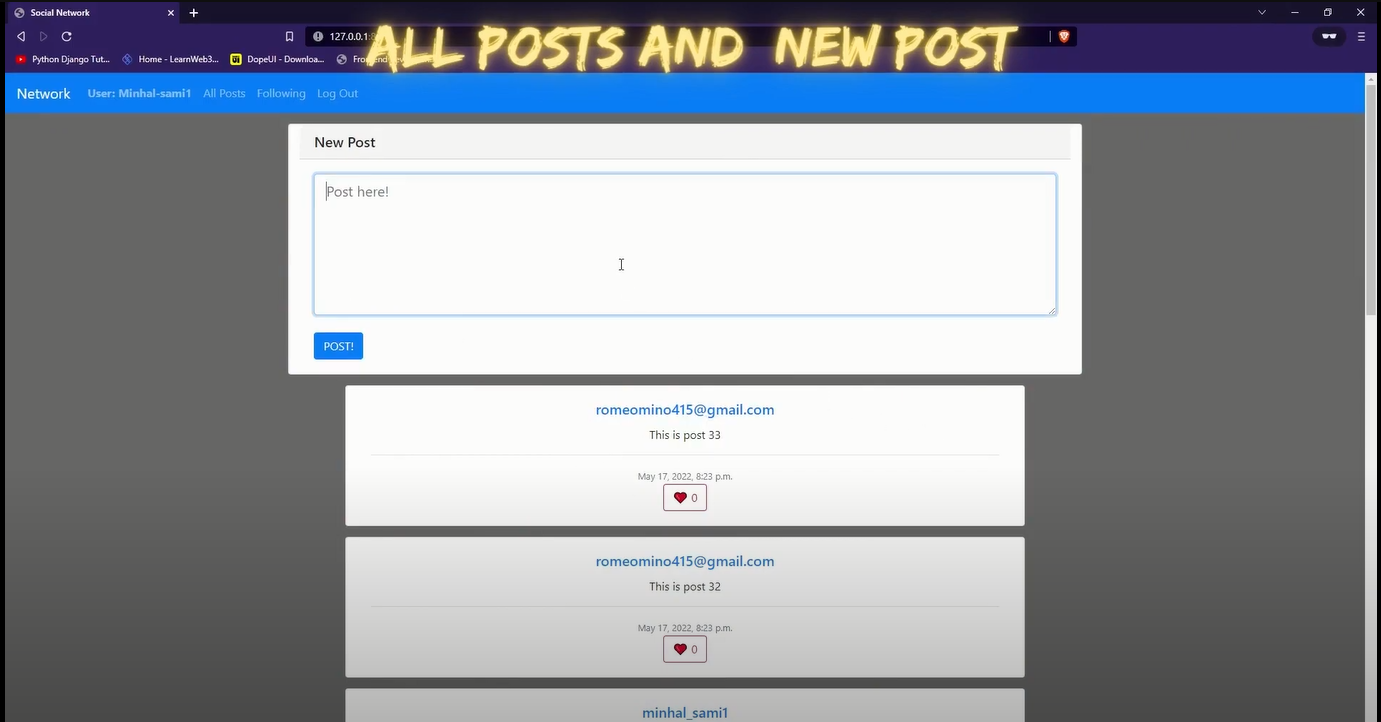 Social Network
ALL POSTS AND NEW POST
127.0.0.1:8
Python Django Tut...
Home - LearnWeb3...
DopeUI - Downloa...
Network
User: Minhal-sami1
All Posts
Following
Log Out
New Post
Post here!
POST!
romeomino415@gmail.com
This is post 33
May 17, 2022, 8:23 p.m.
0
romeomino415@gmail.com
This is post 32
May 17, 2022, 8:23 p.m.
0
minhal_sami1